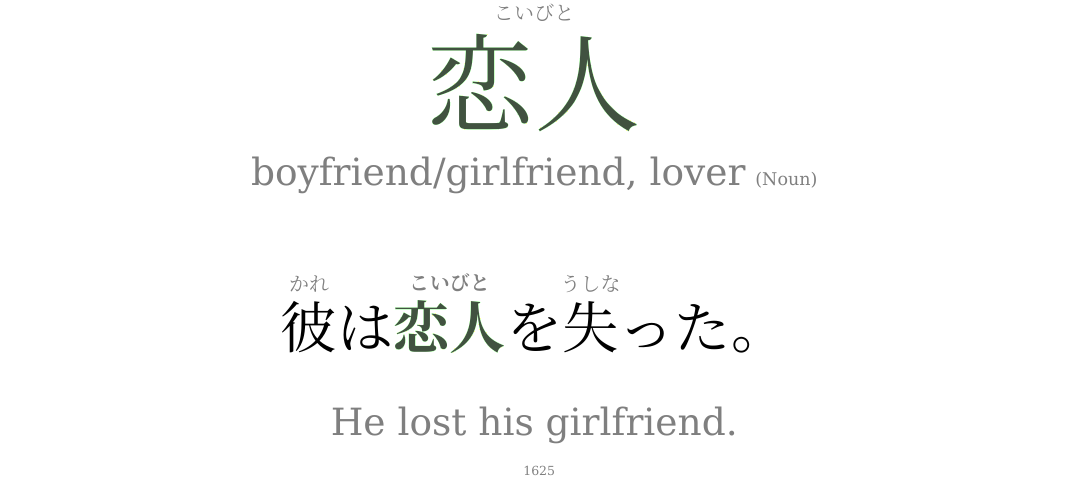 こいびと
恋人
boyfriend/girlfriend, lover (Noun)
かれ こいびと うしな
彼は恋人を失った。
He lost his girlfriend.
1625